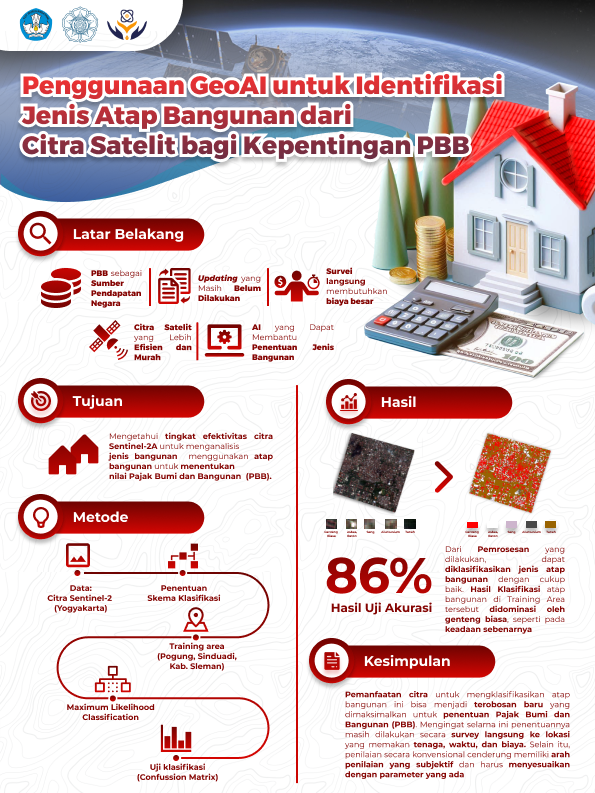 Penggunaan GeoAI untuk Identifikasi
Jenis Atap Bangunan dari
Citra Satelit bagi Kepentingan PBB
Latar Belakang
PBB sebagai
Sumber
Pendapatan
Negara
Updating yang
Masih Belum
Dilakukan
Survei
langsung
membutuhkan
biaya besar
Citra Satelit
yang Lebih
Efisien dan
Murah
AI yang Dapat
Membantu
Penentuan Jenis
Bangunan
Tujuan
Mengetahui tingkat efektivitas citra
Sentinel-2A untuk menganalisis
jenis bangunan menggunakan atap
bangunan untuk menentukan
nilai Pajak Bumi dan Bangunan (PBB).
Metode
Data:
Citra Sentinel-2
(Yogyakarta)
Penentuan
Skema Klasifikasi
Training area
(Pogung, Sinduadi,
Kab. Sleman)
Maximum Likelihood
Classification
Uji klasifikasi
(Confussion Matrix)
Hasil
86%
Hasil Uji Akurasi
Dari Pemrosesan yang
dilakukan, dapat
diklasifikasikan jenis atap
bangunan dengan cukup
baik. Hasil Klasifikasi atap
bangunan di Training Area
tersebut didominasi oleh
genteng biasa, seperti pada
keadaan sebenarnya
Kesimpulan
Pemanfaatan citra untuk mengklasifikasikan atap
bangunan ini bisa menjadi terobosan baru yang
dimaksimalkan untuk penentuan Pajak Bumi dan
Bangunan (PBB). Mengingat selama ini penentuannya
masih dilakukan secara survey langsung ke lokasi
yang memakan tenaga, waktu, dan biaya. Selain itu,
penilaian secara konvensional cenderung memiliki arah
penilaian yang subjektif dan harus menyesuaikan
dengan parameter yang ada